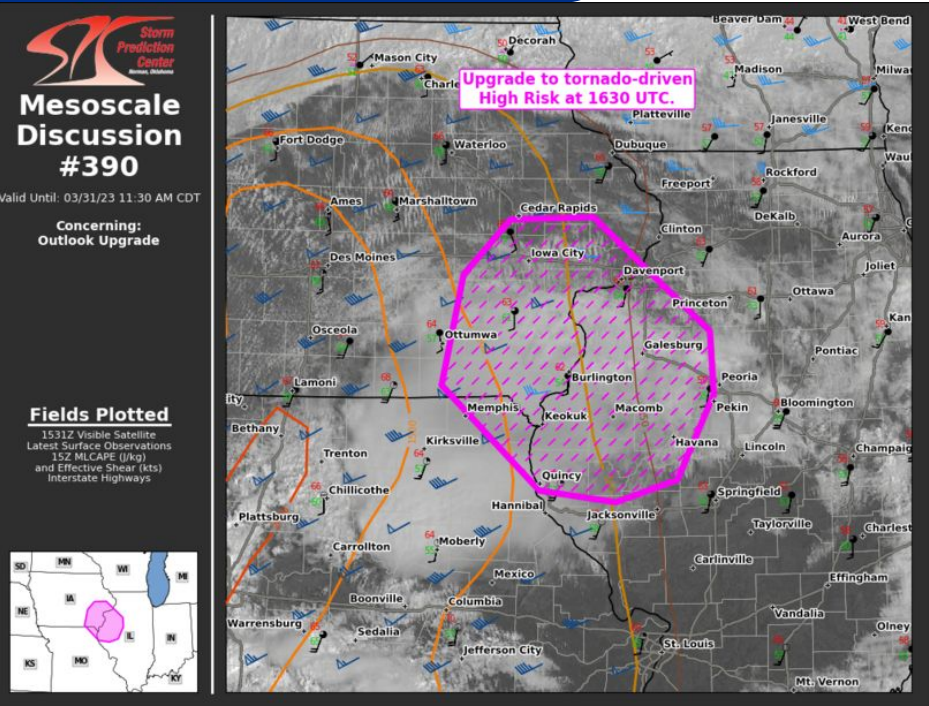 Storm
Prediction
Center
Norman, Oklahoma
Mesoscale
Discussion
#390
Valid Until: 03/31/23 11:30 AM CDT
Concerning:
Outlook Upgrade
Fields Plotted
1531Z Visible Satellite
Latest Surface Observations
15Z MLCAPE (J/kg)
and Effective Shear (kts)
Interstate Highways
SD
MN
WI
MI
IA
NE
IL
IN
KS
MO
KY
Upgrade to tornado-driven
High Risk at 1630 UTC.
Beaver Dam
West Bend
Decorah
Mason City
Madison
Milwa
Charle
Platteville
Janesville
Keno
Fort Dodge
Waterloo
Dubuque
Wauk
Rockford
Freeport
Ames
Marshalltown
Cedar Rapids
DeKalb
Clinton
Aurora
Iowa City
Des Moines
Davenport
Joliet
Princeton
Ottawa
Osceola
Ottumwa
Kan
Galesburg
Pontiac
Lamoni
Burlington
Peoria
ity
Memphis
Keokuk
Macomb
Pekin
Bloomington
Bethany
Kirksville
Havana
Lincoln
Champaig
Trenton
Quincy
Chillicothe
Springfield
Hannibal
Jacksonville
Plattsburg
Taylorville
Charlest
Moberly
Carrollton
Carlinville
Mexico
Effingham
Boonville
Columbia
Vandalia
Warrensburg
Olney
Sedalia
St. Louis
Jefferson City
Mt. Vernon